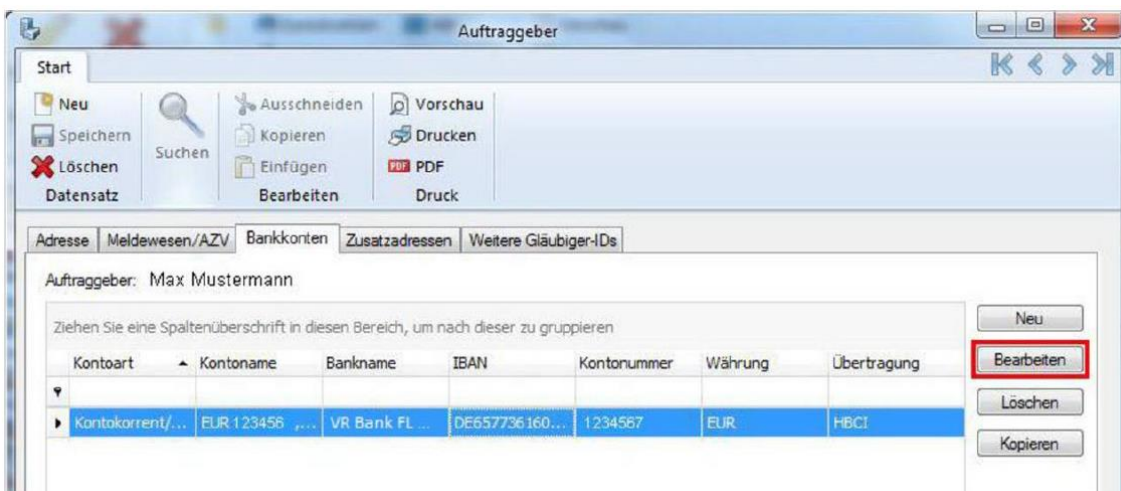 Auftraggeber
Start
Neu
Speichern
Löschen
Datensatz
Suchen
Ausschneiden
Kopieren
Einfügen
Bearbeiten
Vorschau
Drucken
PDF PDF
Druck
Adresse Meldewesen/AZV Bankkonten Zusatzadressen Weitere Gläubiger-IDs
Auftraggeber: Max Mustermann
Ziehen Sie eine Spaltenüberschrift in diesen Bereich, um nach dieser zu gruppieren
Kontoart Kontoname Bankname IBAN Kontonummer Währung Übertragung
Kontokorrent/... EUR 123456 ,... VR Bank FL ... DE657736160... 1234567 EUR HBCI
Neu
Bearbeiten
Löschen
Kopieren